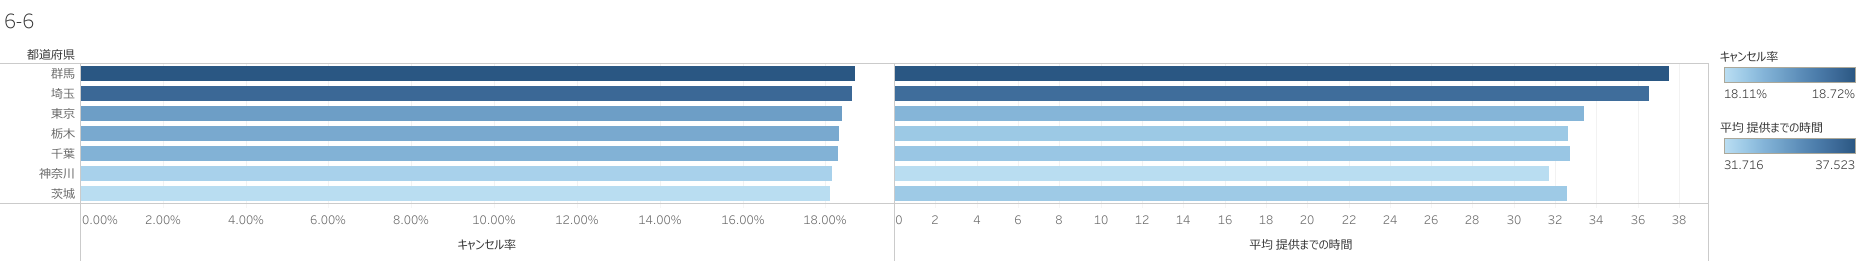 6-6
都道府県
群馬
埼玉
東京
栃木
千葉
神奈川
茨城
0.00% 2.00% 4.00% 6.00% 8.00% 10.00% 12.00% 14.00% 16.00% 18.00%
キャンセル率
0 2 4 6 8 10 12 14 16 18 20 22 24 26 28 30 32 34 36 38
平均 提供までの時間
キャンセル率
18.11% 18.72%
平均 提供までの時間
31.716 37.523